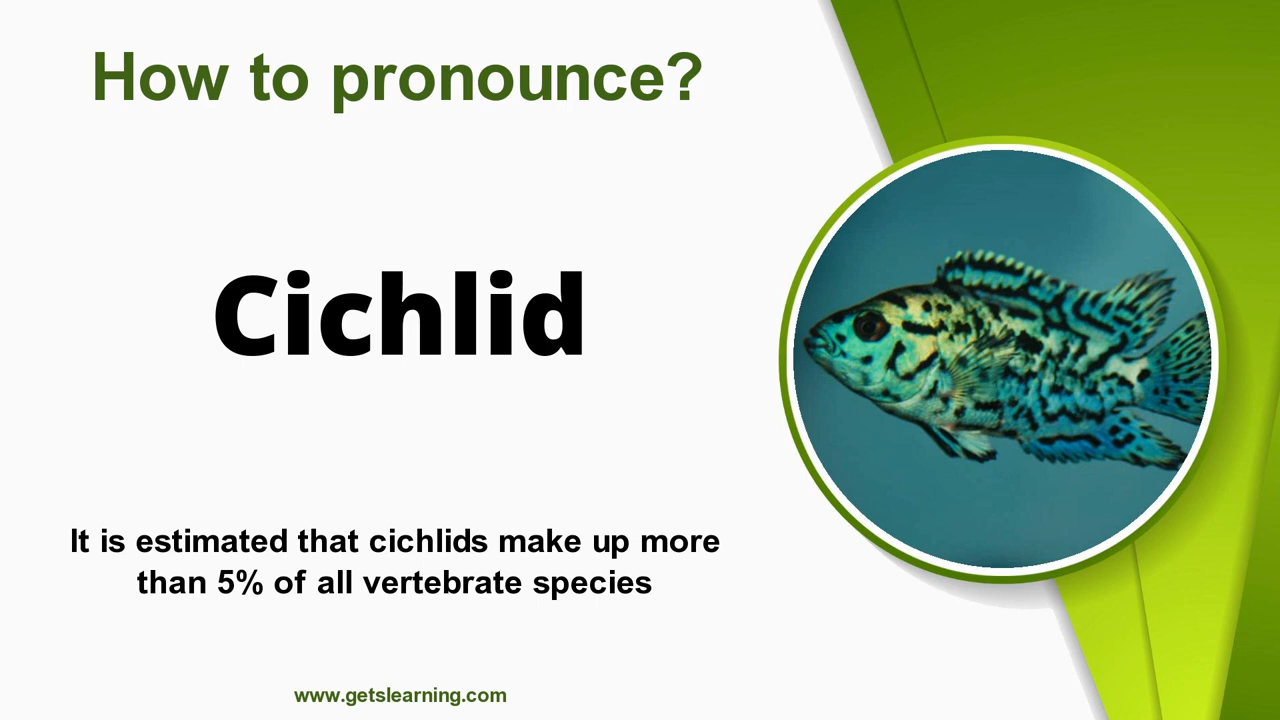 How to pronounce?
Cichlid
It is estimated that cichlids make up more
than 5% of all vertebrate species
www.getslearning.com